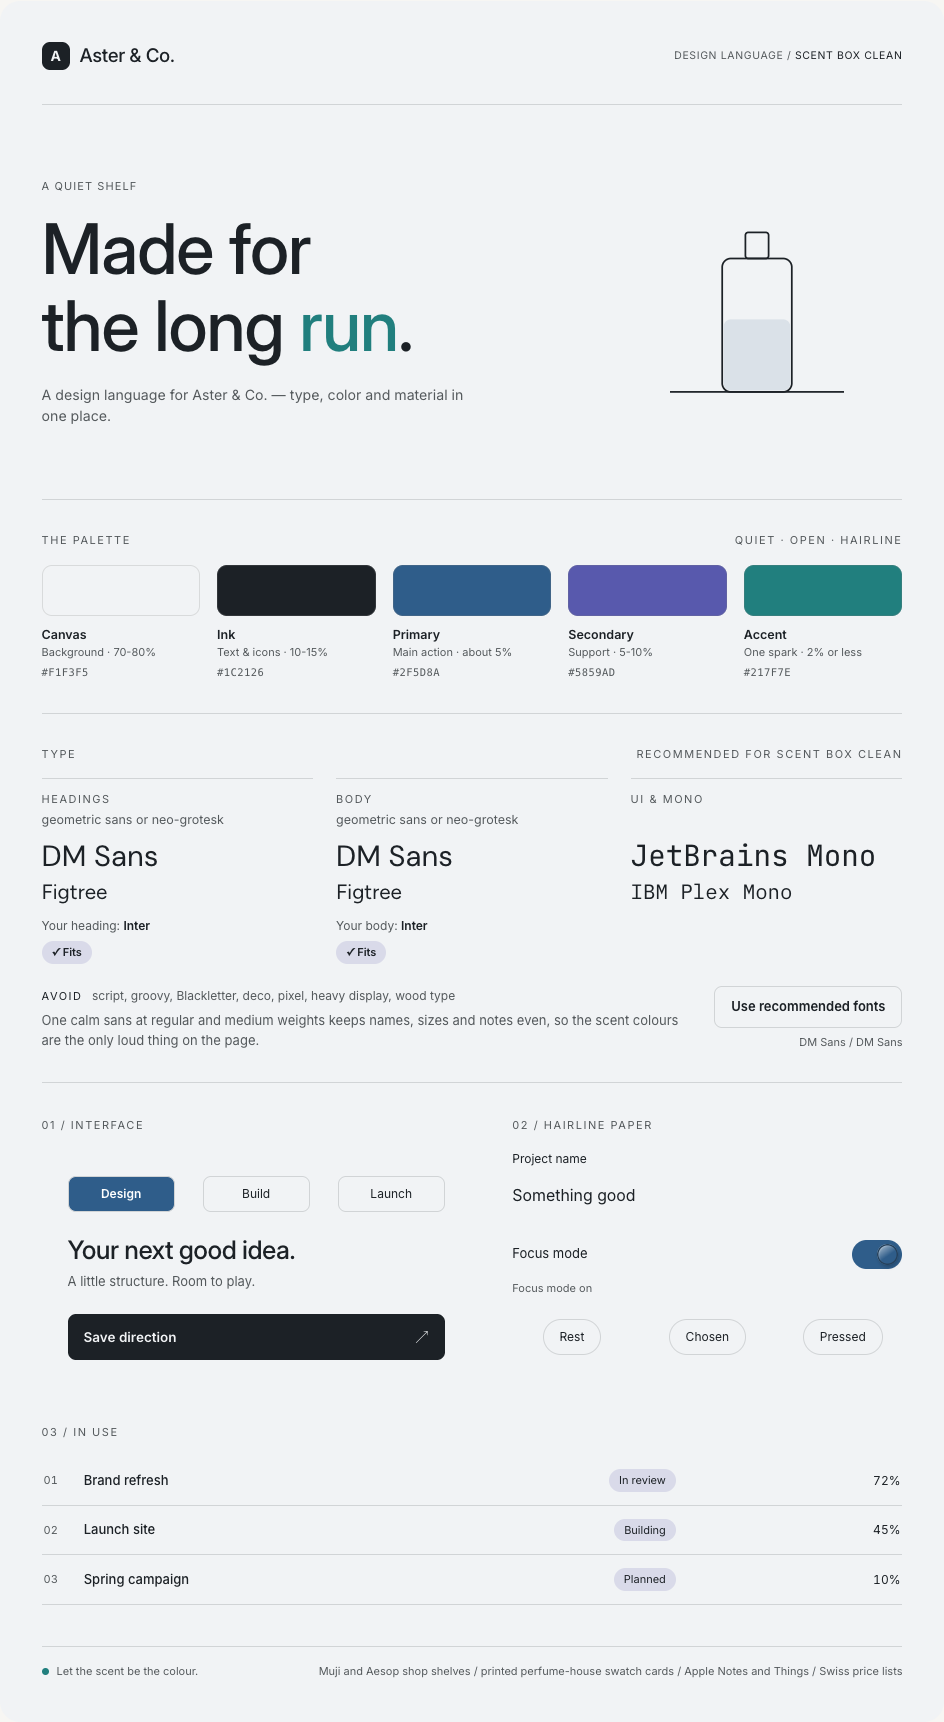 A Aster & Co.
DESIGN LANGUAGE / SCENT BOX CLEAN
A QUIET SHELF
Made for
the long run.
A design language for Aster & Co. — type, color and material in
one place.
THE PALETTE
QUIET · OPEN · HAIRLINE
Canvas
Background · 70-80%
#F1F3F5
Ink
Text & icons · 10-15%
#1C2126
Primary
Main action · about 5%
#2F5D8A
Secondary
Support · 5-10%
#5859AD
Accent
One spark · 2% or less
#217F7E
TYPE
RECOMMENDED FOR SCENT BOX CLEAN
HEADINGS
geometric sans or neo-grotesk
DM Sans
Figtree
Your heading: Inter
✓ Fits
BODY
geometric sans or neo-grotesk
DM Sans
Figtree
Your body: Inter
✓ Fits
UI & MONO
JetBrains Mono
IBM Plex Mono
AVOID script, groovy, Blackletter, deco, pixel, heavy display, wood type
One calm sans at regular and medium weights keeps names, sizes and notes even, so the scent colours
are the only loud thing on the page.
Use recommended fonts
DM Sans / DM Sans
01 / INTERFACE
Design
Build
Launch
Your next good idea.
A little structure. Room to play.
Save direction ↗
02 / HAIRLINE PAPER
Project name
Something good
Focus mode
Focus mode on
Rest
Chosen
Pressed
03 / IN USE
01 Brand refresh In review 72%
02 Launch site Building 45%
03 Spring campaign Planned 10%
Let the scent be the colour.
Muji and Aesop shop shelves / printed perfume-house swatch cards / Apple Notes and Things / Swiss price lists